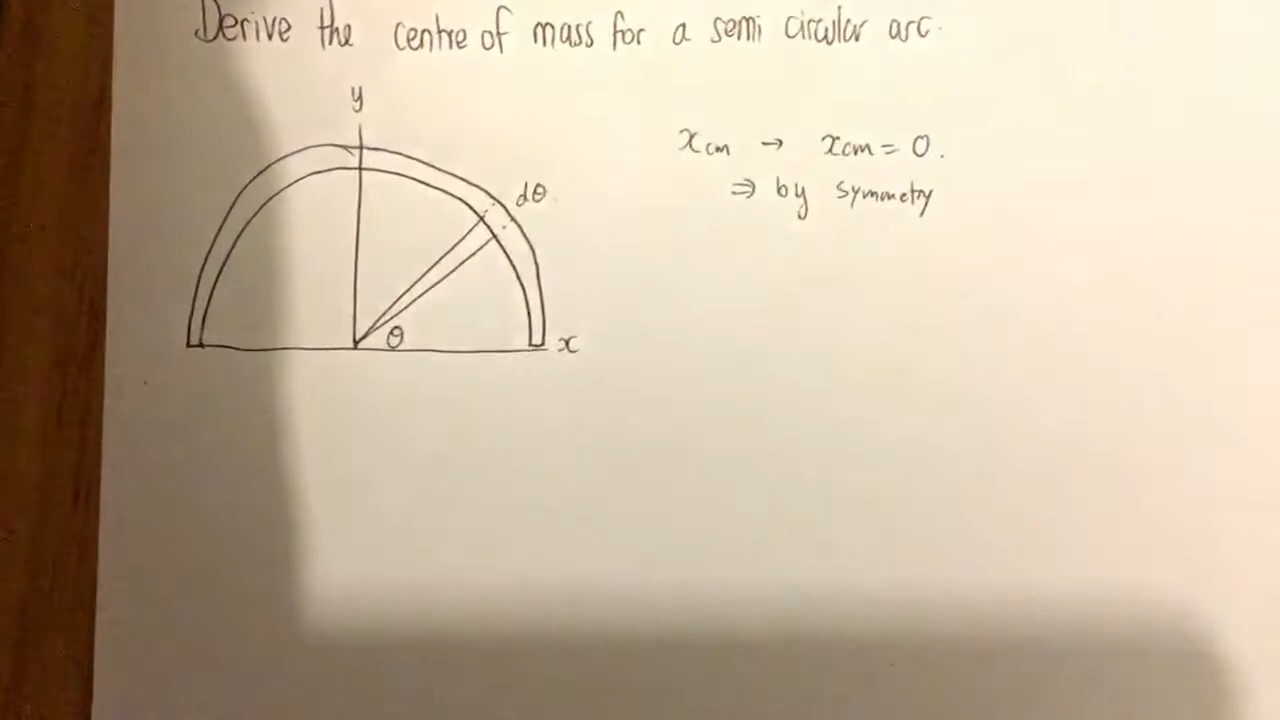 Derive the centre of mass for a semi circular arc.
y
xcm → xcm = 0.
⇒ by symmetry
dθ
θ
x